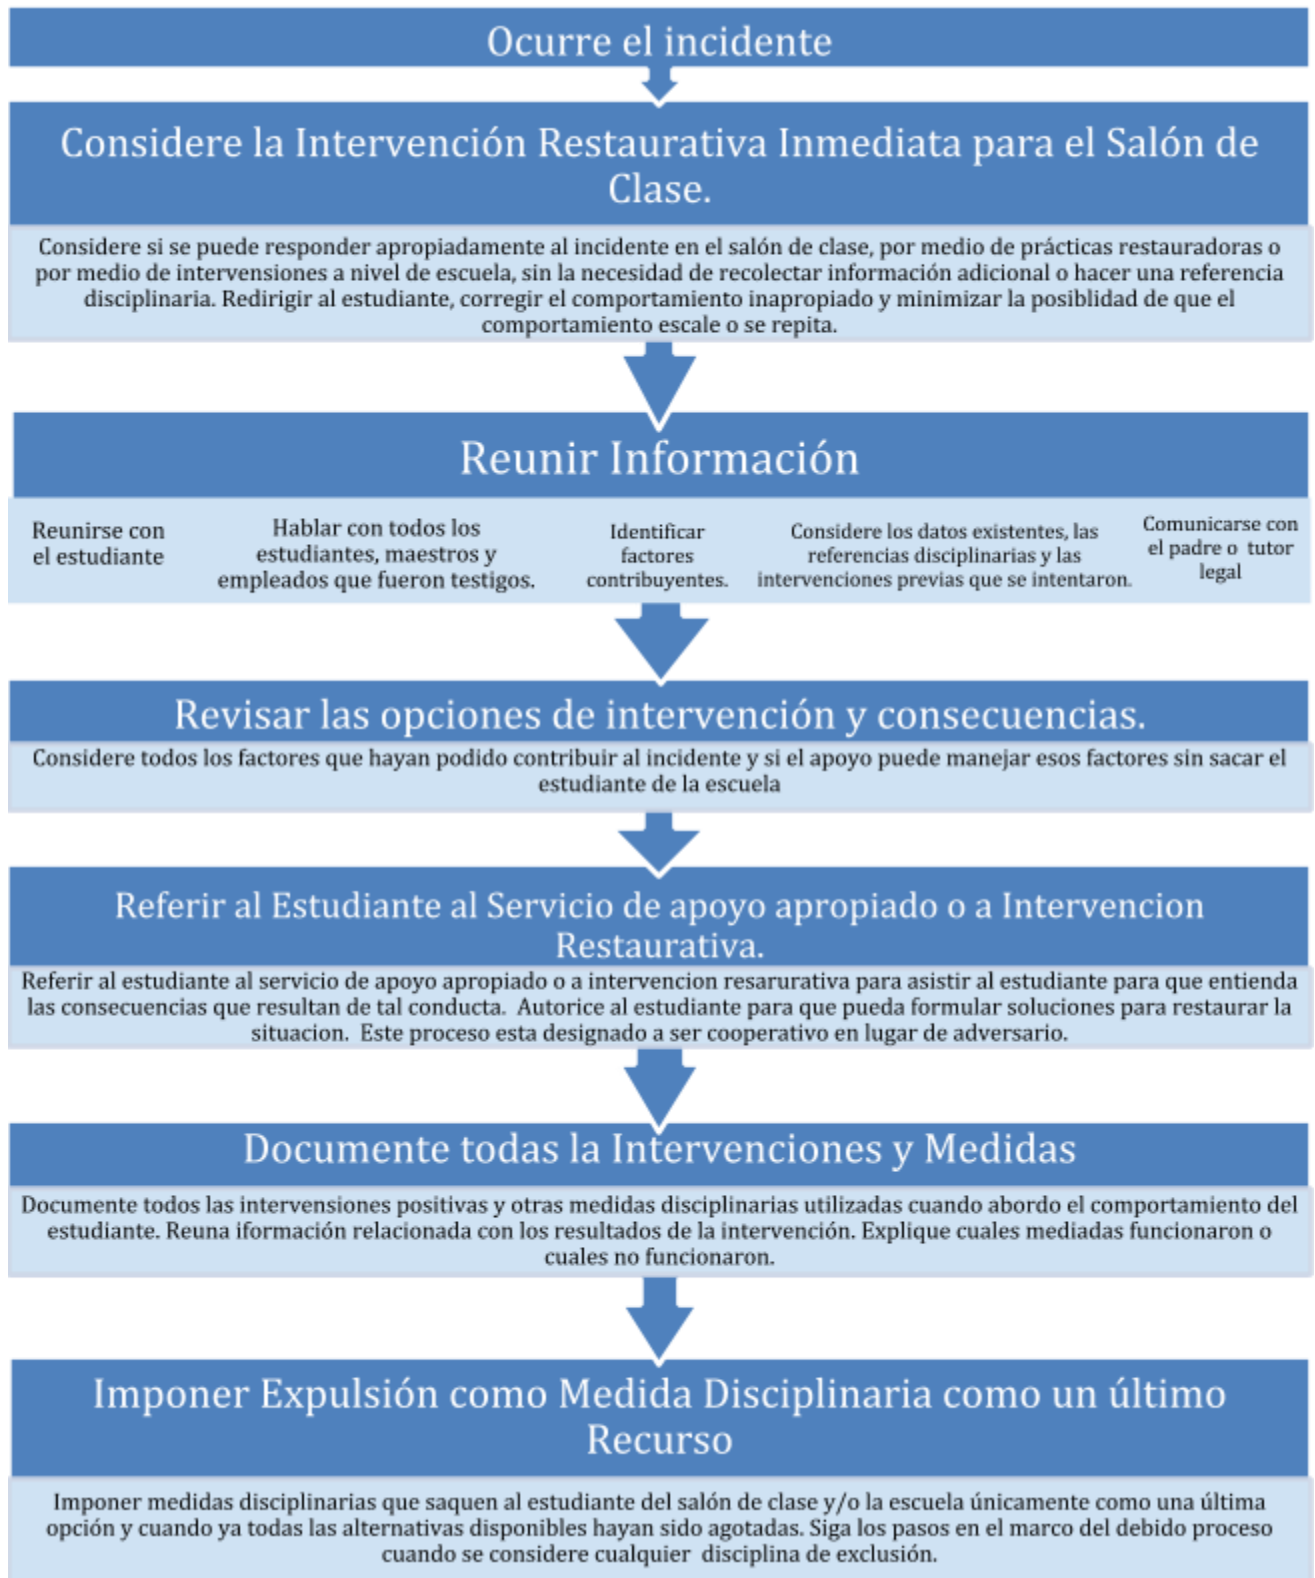 Ocurre el incidente
Considere la Intervención Restaurativa Inmediata para el Salón de
Clase.
Considere si se puede responder apropiadamente al incidente en el salón de clase, por medio de prácticas restauradoras o
por medio de intervensiones a nivel de escuela, sin la necesidad de recolectar información adicional o hacer una referencia
disciplinaria. Redirigir al estudiante, corregir el comportamiento inapropiado y minimizar la posiblidad de que el
comportamiento escale o se repita.
Reunir Información
Reunirse con
el estudiante
Hablar con todos los
estudiantes, maestros y
empleados que fueron testigos.
Identificar
factores
contribuyentes.
Considere los datos existentes, las
referencias disciplinarias y las
intervenciones previas que se intentaron.
Comunicarse con
el padre o tutor
legal
Revisar las opciones de intervención y consecuencias.
Considere todos los factores que hayan podido contribuir al incidente y si el apoyo puede manejar esos factores sin sacar el
estudiante de la escuela
Referir al Estudiante al Servicio de apoyo apropiado o a Intervencion
Restaurativa.
Referir al estudiante al servicio de apoyo apropiado o a intervencion resarurativa para asistir al estudiante para que entienda
las consecuencias que resultan de tal conducta. Autorice al estudiante para que pueda formular soluciones para restaurar la
situacion. Este proceso esta designado a ser cooperativo en lugar de adversario.
Documente todas la Intervenciones y Medidas
Documente todos las intervensiones positivas y otras medidas disciplinarias utilizadas cuando abordo el comportamiento del
estudiante. Reuna iformación relacionada con los resultados de la intervención. Explique cuales mediadas funcionaron o
cuales no funcionaron.
Imponer Expulsión como Medida Disciplinaria como un último
Recurso
Imponer medidas disciplinarias que saquen al estudiante del salón de clase y/o la escuela únicamente como una última
opción y cuando ya todas las alternativas disponibles hayan sido agotadas. Siga los pasos en el marco del debido proceso
cuando se considere cualquier disciplina de exclusión.